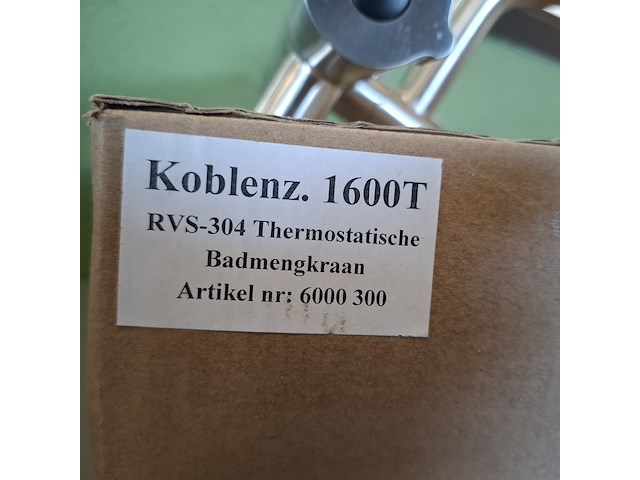 Koblenz. 1600T
RVS-304 Thermostatische
Badmengkraan
Artikel nr: 6000 300